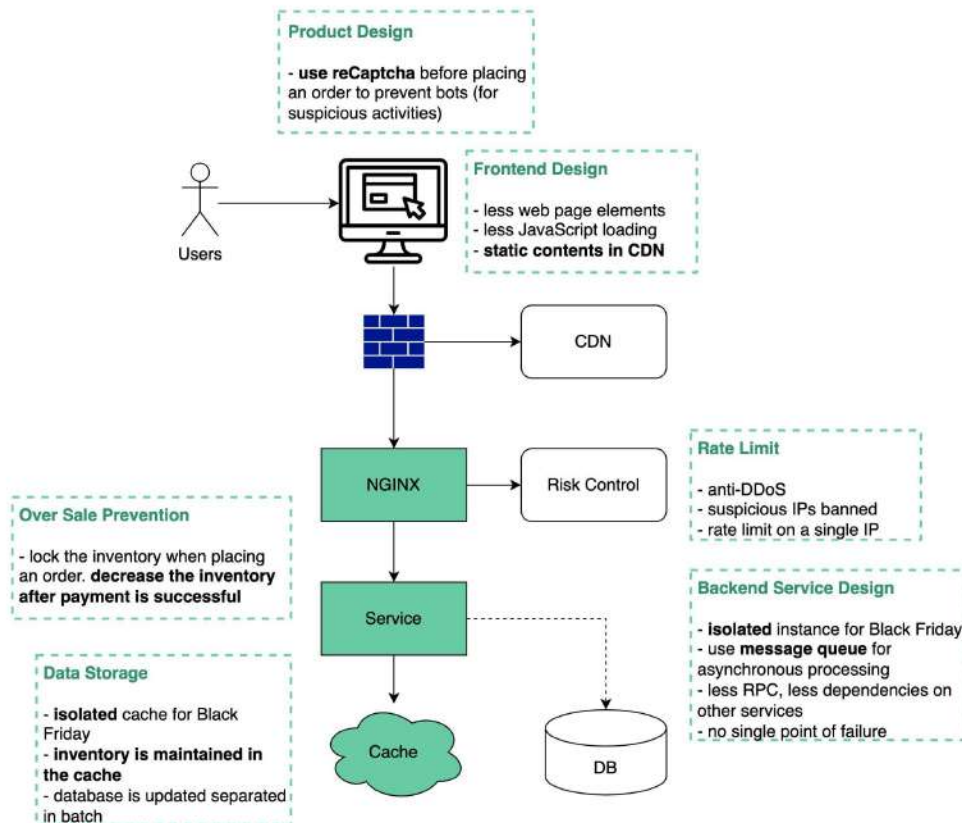 Product Design
- use reCaptcha before placing
an order to prevent bots (for
suspicious activities)
Frontend Design
- less web page elements
- less JavaScript loading
- static contents in CDN
Users
CDN
NGINX
Risk Control
Rate Limit
- anti-DDoS
- suspicious IPs banned
- rate limit on a single IP
Over Sale Prevention
- lock the inventory when placing
an order. decrease the inventory
after payment is successful
Service
Backend Service Design
- isolated instance for Black Friday
- use message queue for
asynchronous processing
- less RPC, less dependencies on
other services
- no single point of failure
Data Storage
- isolated cache for Black
Friday
- inventory is maintained in
the cache
- database is updated separated
in batch
Cache
DB